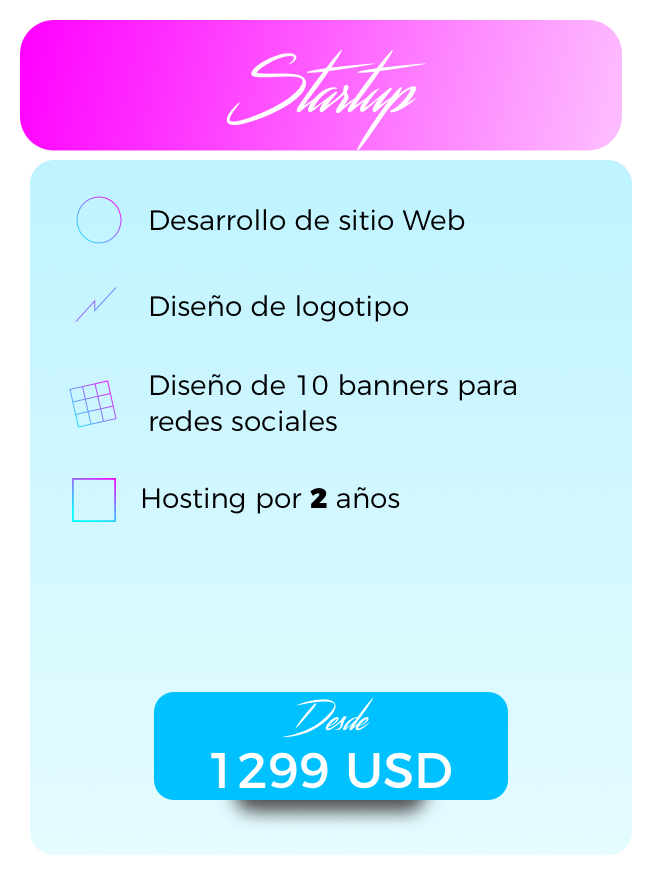 Startup
Desarrollo de sitio Web
Diseño de logotipo
Diseño de 10 banners para
redes sociales
Hosting por 2 años
Desde
1299 USD